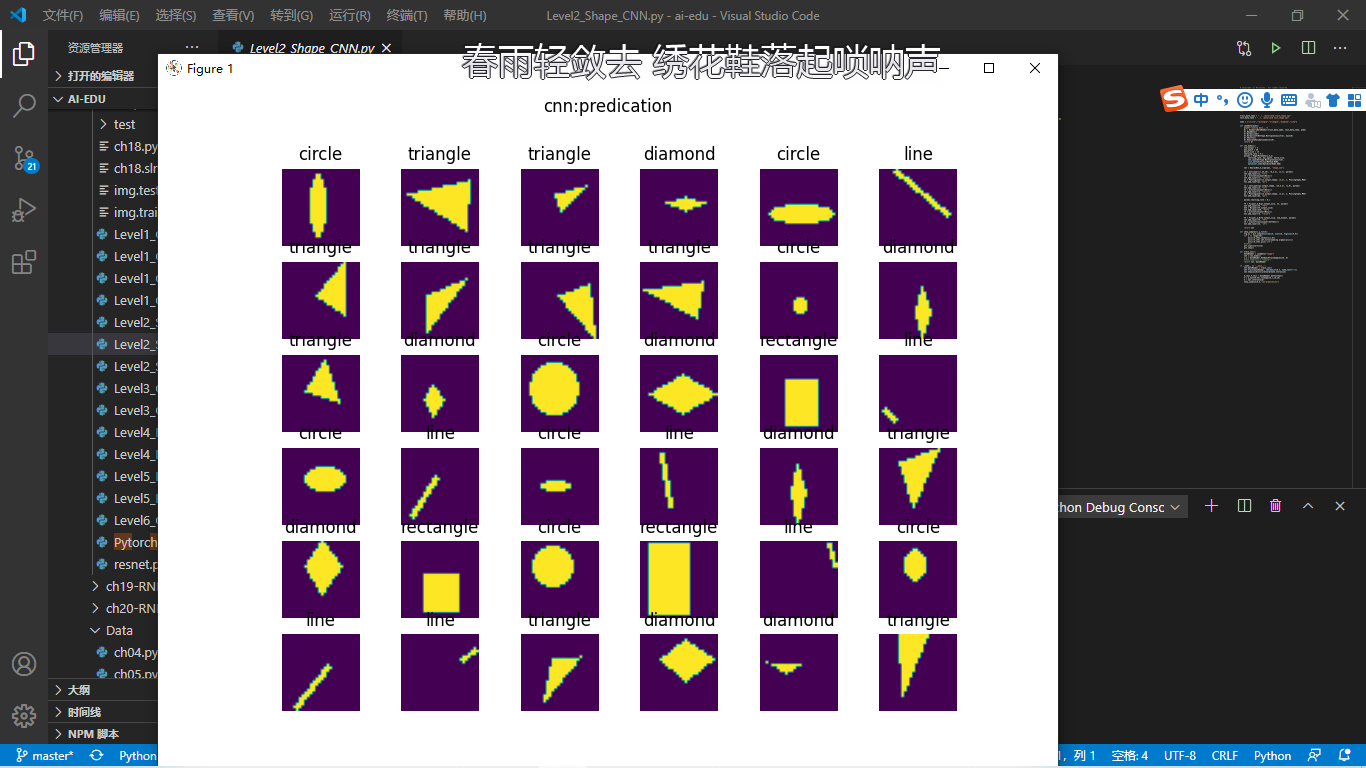 文件(F) 编辑(E) 选择(S) 查看(V) 转到(G) 运行(R) 终端(T) 帮助(H) Level2_Shape_CNN.py - ai-edu - Visual Studio Code
资源管理器
Level2_Shape_CNN.py
春雨轻敛去 绣花鞋落起唢呐声
打开的编辑器
AI-EDU
test
ch18.py
ch18.slr
img.test
img.trai
Level1_
Level1_
Level1_
Level1_
Level2_
Level2_
Level2_
Level3_
Level3_
Level4_
Level4_
Level5_
Level5_
Level6_
Pytorch
resnet.p
ch19-RNI
ch20-RNI
Data
ch04.py
ch05.py
大纲
时间线
NPM 脚本
21
Figure 1
cnn:predication
circle triangle triangle diamond circle line
triangle triangle triangle triangle circle diamond
triangle diamond circle diamond rectangle line
circle line circle line diamond triangle
diamond rectangle circle rectangle line circle
line line triangle diamond diamond triangle
中
hon Debug Consc
master* Python
列 1 空格: 4 UTF-8 CRLF Python